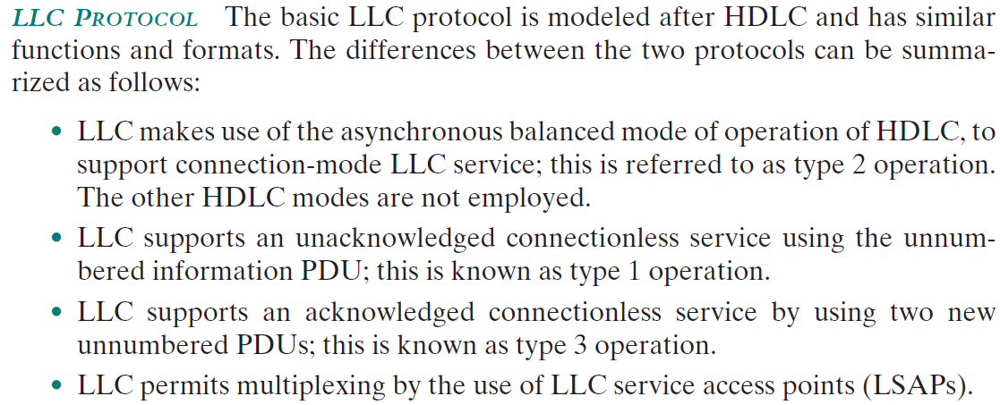 LLC PROTOCOL The basic LLC protocol is modeled after HDLC and has similar
functions and formats. The differences between the two protocols can be summa-
rized as follows:
• LLC makes use of the asynchronous balanced mode of operation of HDLC, to
support connection-mode LLC service; this is referred to as type 2 operation.
The other HDLC modes are not employed.
• LLC supports an unacknowledged connectionless service using the unnum-
bered information PDU; this is known as type 1 operation.
• LLC supports an acknowledged connectionless service by using two new
unnumbered PDUs; this is known as type 3 operation.
• LLC permits multiplexing by the use of LLC service access points (LSAPs).